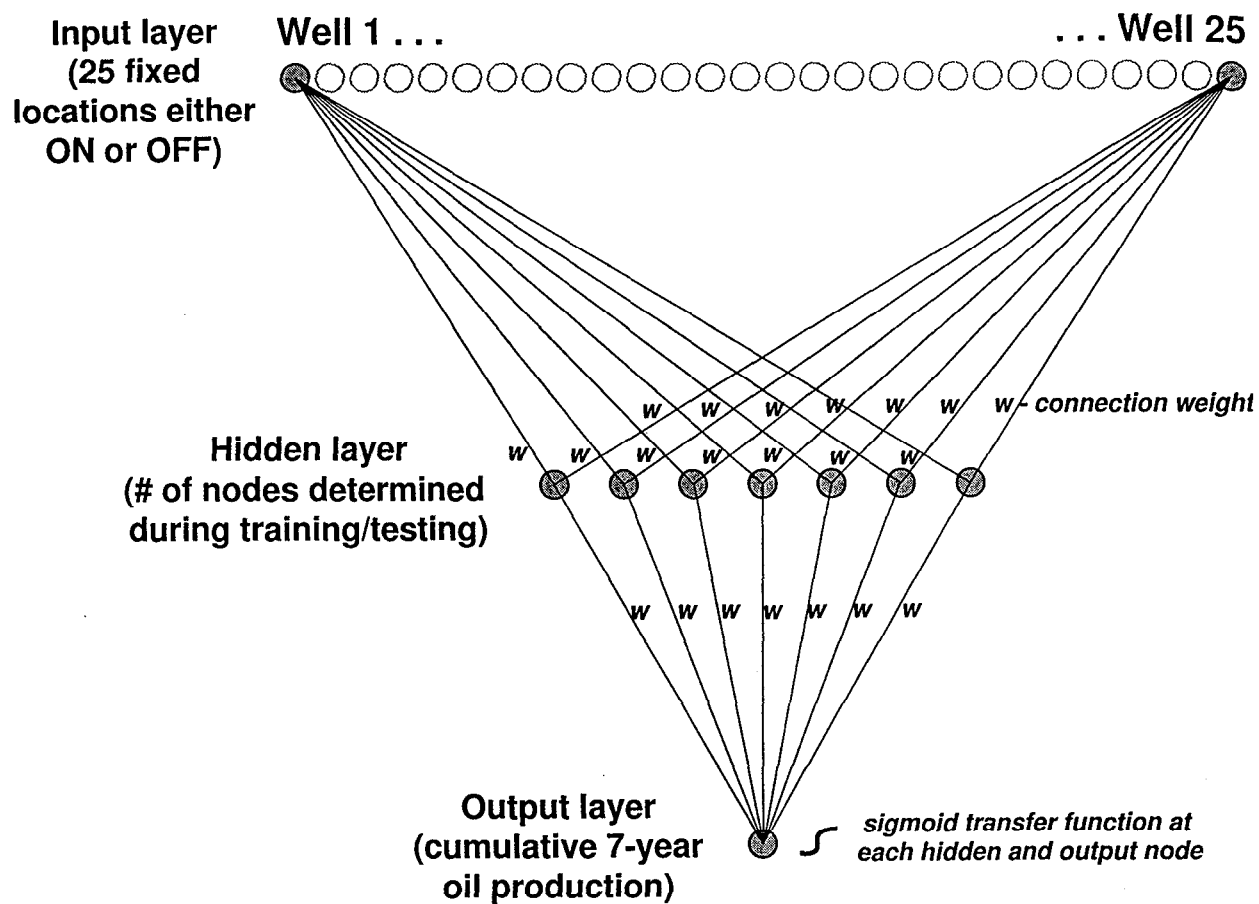 Input layer
(25 fixed
locations either
ON or OFF)
Well 1 . . .
. . . Well 25
w w w w w w w - connection weight
Hidden layer
(# of nodes determined
during training/testing)
w w w w w w w
w w w w w w w
Output layer
(cumulative 7-year
oil production)
sigmoid transfer function at
each hidden and output node